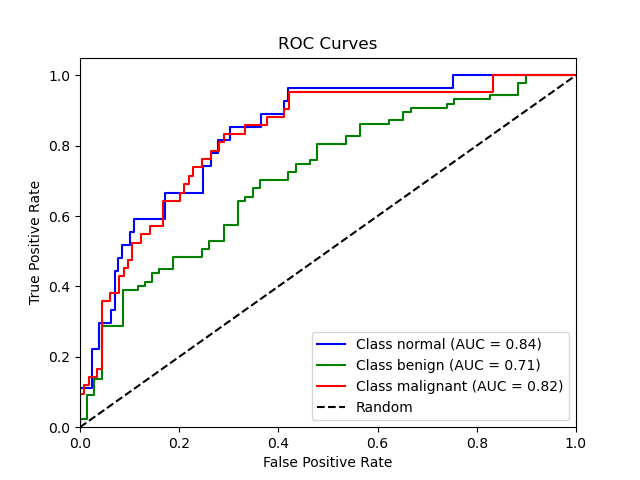 ROC Curves
True Positive Rate
1.0
0.8
0.6
0.4
0.2
0.0
0.0 0.2 0.4 0.6 0.8 1.0
False Positive Rate
Class normal (AUC = 0.84)
Class benign (AUC = 0.71)
Class malignant (AUC = 0.82)
Random